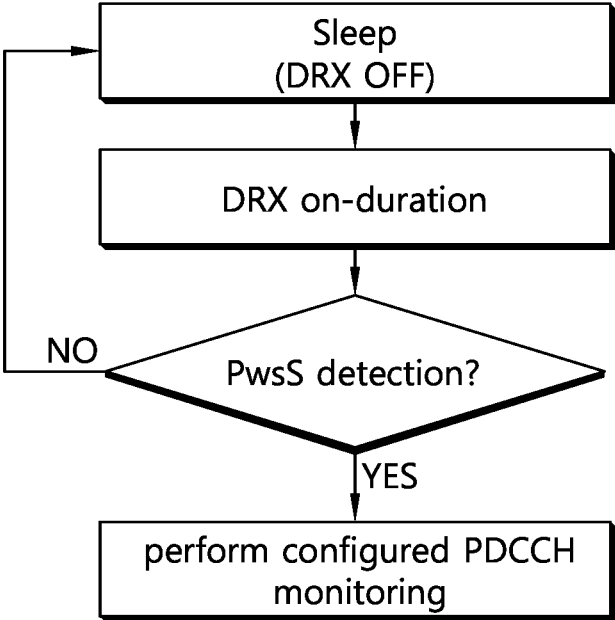 Sleep
(DRX OFF)
DRX on-duration
NO
PwsS detection?
YES
perform configured PDCCH
monitoring